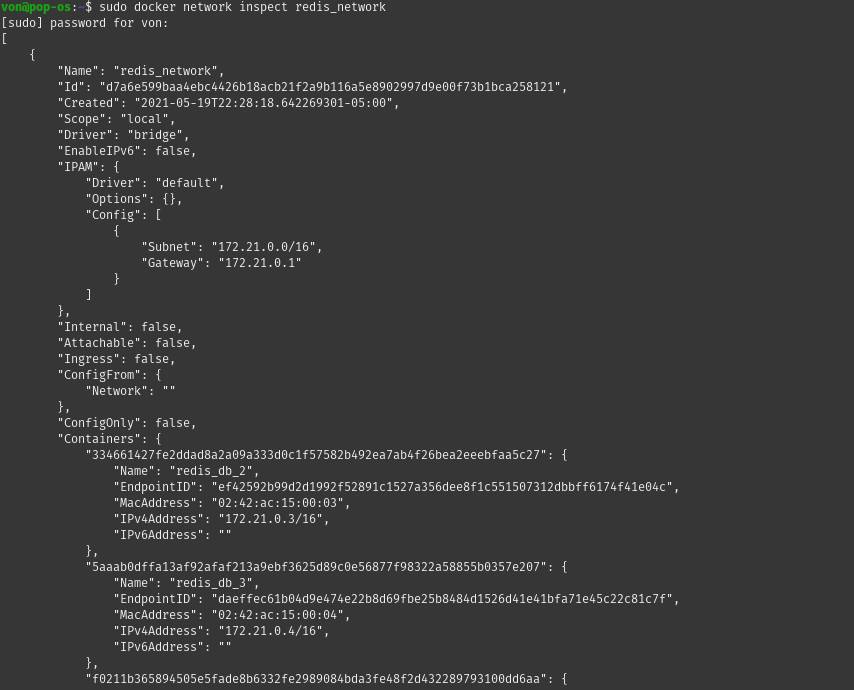 von@pop-os:~$ sudo docker network inspect redis_network
[sudo] password for von:
[
    {
        "Name": "redis_network",
        "Id": "d7a6e599baa4ebc4426b18acb21f2a9b116a5e8902997d9e00f73b1bca258121",
        "Created": "2021-05-19T22:28:18.642269301-05:00",
        "Scope": "local",
        "Driver": "bridge",
        "EnableIPv6": false,
        "IPAM": {
            "Driver": "default",
            "Options": {},
            "Config": [
                {
                    "Subnet": "172.21.0.0/16",
                    "Gateway": "172.21.0.1"
                }
            ]
        },
        "Internal": false,
        "Attachable": false,
        "Ingress": false,
        "ConfigFrom": {
            "Network": ""
        },
        "ConfigOnly": false,
        "Containers": {
            "334661427fe2ddad8a2a09a333d0c1f57582b492ea7ab4f26bea2eeebfaa5c27": {
                "Name": "redis_db_2",
                "EndpointID": "ef42592b99d2d1992f52891c1527a356dee8f1c551507312dbbff6174f41e04c",
                "MacAddress": "02:42:ac:15:00:03",
                "IPv4Address": "172.21.0.3/16",
                "IPv6Address": ""
            },
            "5aaab0dffa13af92afaf213a9ebf3625d89c0e56877f98322a58855b0357e207": {
                "Name": "redis_db_3",
                "EndpointID": "daeffec61b04d9e474e22b8d69fbe25b8484d1526d41e41bfa71e45c22c81c7f",
                "MacAddress": "02:42:ac:15:00:04",
                "IPv4Address": "172.21.0.4/16",
                "IPv6Address": ""
            },
            "f0211b365894505e5fade8b6332fe2989084bda3fe48f2d432289793100dd6aa": {